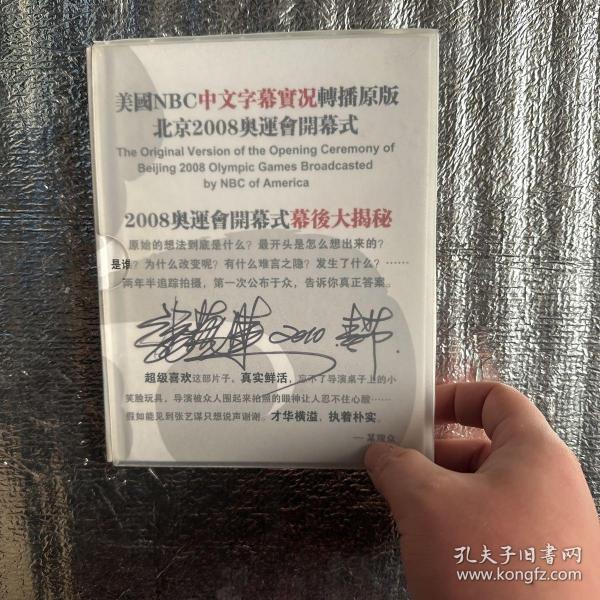 美國NBC中文字幕實况轉播原版
北京2008奥運會開幕式
The Original Version of the Opening Ceremony of
Beijing 2008 Olympic Games Broadcasted
by NBC of America
2008奥運會開幕式幕後大揭秘
原始的想法到底是什么？最开头是怎么想出来的？
是谁？为什么改变呢？有什么难言之隐？发生了什么？……
两年半追踪拍摄，第一次公布于众，告诉你真正答案。
2010 春节
超级喜欢这部片子，真实鲜活，忘不了导演桌子上的小
笑脸玩具，导演被众人围起来抢照的眼神让人忍不住心酸……
假如能见到张艺谋只想说声谢谢。才华横溢，执着朴实。
— 某观众
孔夫子旧书网
www.kongfz.com